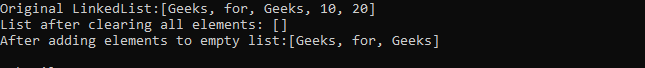 Original LinkedList:[Geeks, for, Geeks, 10, 20]
List after clearing all elements: []
After adding elements to empty list:[Geeks, for, Geeks]